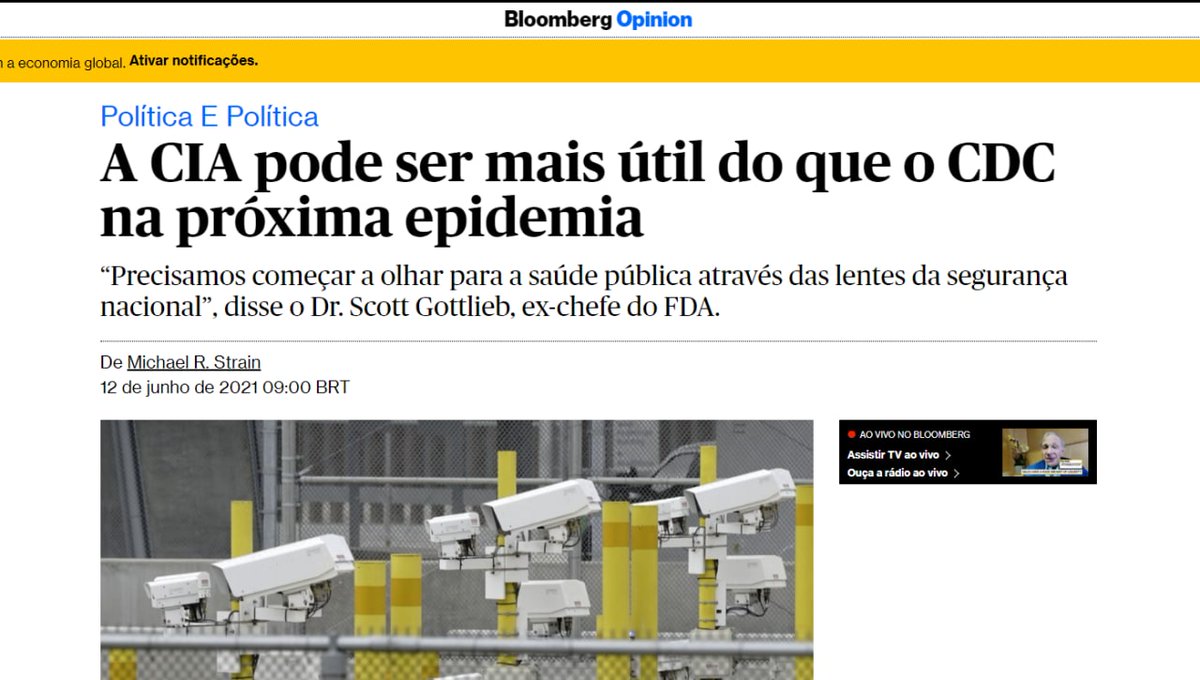 Bloomberg Opinion
a economia global. Ativar notificações.
Política E Política
A CIA pode ser mais útil do que o CDC
na próxima epidemia
“Precisamos começar a olhar para a saúde pública através das lentes da segurança
nacional”, disse o Dr. Scott Gottlieb, ex-chefe do FDA.
De Michael R. Strain
12 de junho de 2021 09:00 BRT
AO VIVO NO BLOOMBERG
Assistir TV ao vivo
Ouça a rádio ao vivo